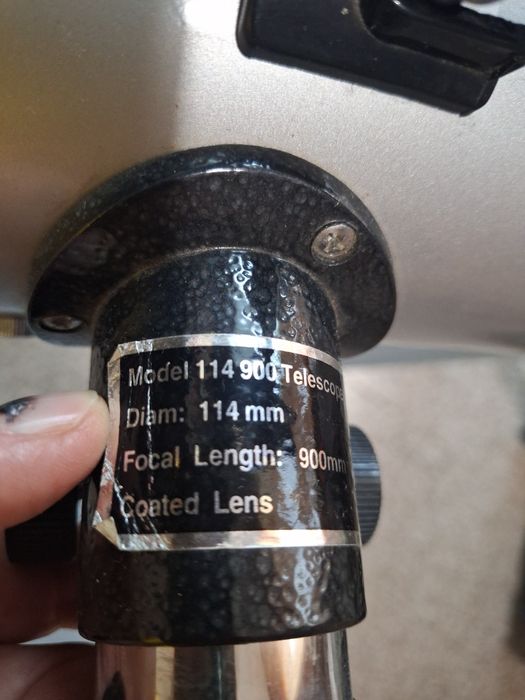 Model 114 900 Telescope
Diam: 114 mm
Focal Length: 900mm
Coated Lens